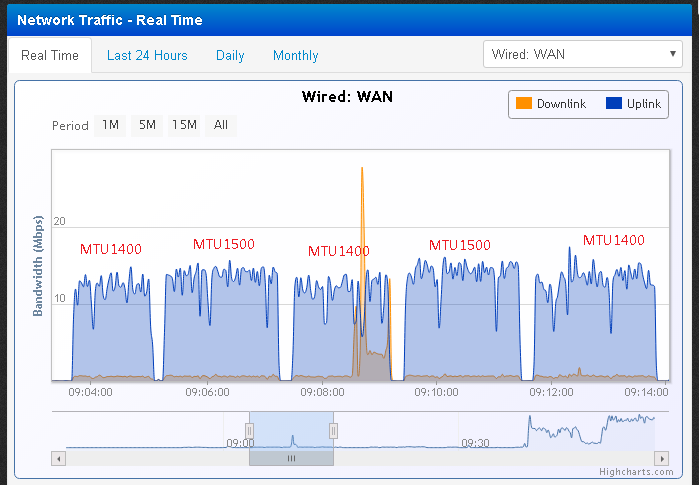 Network Traffic - Real Time
Real Time Last 24 Hours Daily Monthly Wired: WAN
Wired: WAN
Downlink Uplink
Period 1M 5M 15M All
Bandwidth (Mbps)
20
10
MTU1400 MTU1500 MTU1400 MTU1500 MTU1400
09:04:00 09:06:00 09:08:00 09:10:00 09:12:00 09:14:00
09:00 09:30
Highcharts.com